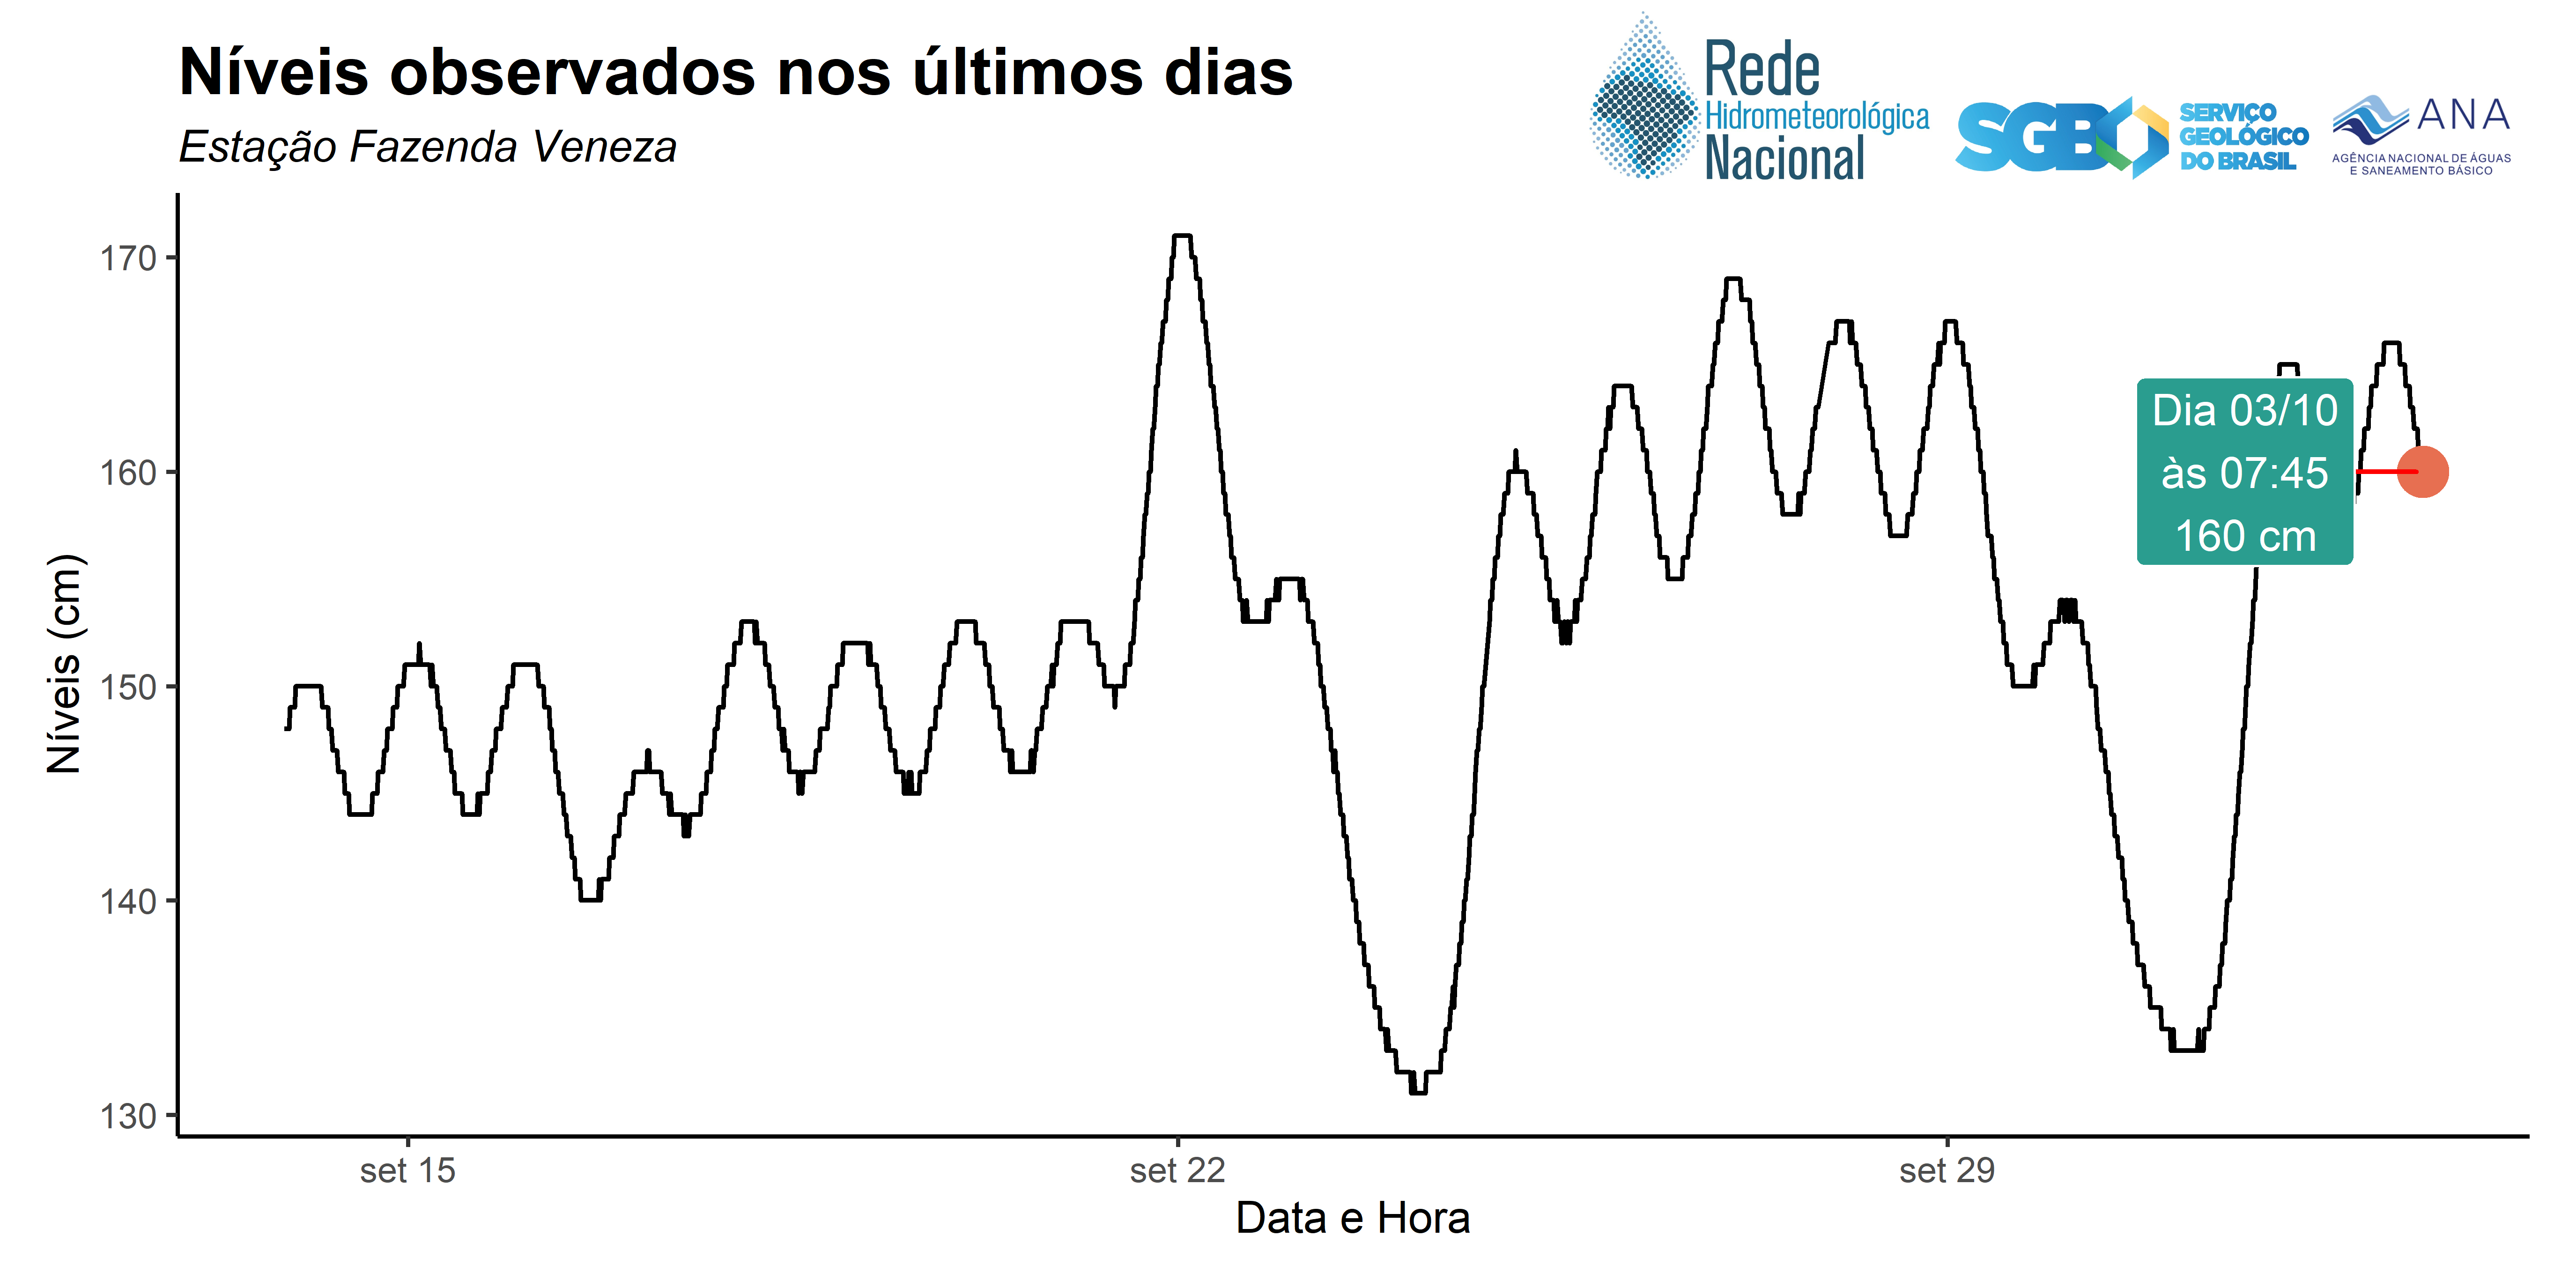 Níveis observados nos últimos dias
Estação Fazenda Veneza
Rede
Hidrometeorológica
Nacional
SGB
SERVIÇO
GEOLÓGICO
DO BRASIL
ANA
AGÊNCIA NACIONAL DE ÁGUAS
E SANEAMENTO BÁSICO
Níveis (cm)
170
160
150
140
130
Dia 03/10
às 07:45
160 cm
set 15
set 22
set 29
Data e Hora